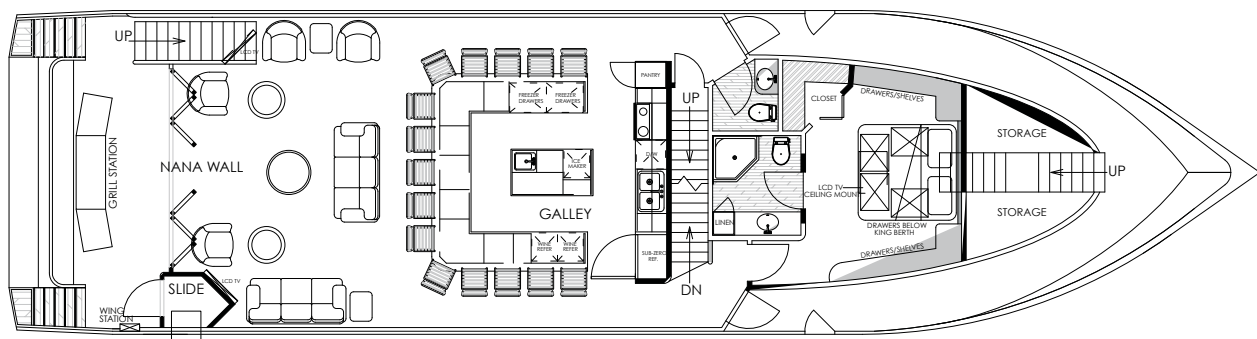 UP
LCD TV
NANA WALL
GRILL STATION
WING
STATION
SLIDE
LCD TV
FREEZER
DRAWERS
FREEZER
DRAWERS
ICE
MAKER
GALLEY
WINE
REFER
WINE
REFER
PANTRY
D/W
SUB-ZERO
REF.
UP
DN
LINEN
CLOSET
DRAWERS/SHELVES
LCD TV
CEILING MOUNT
DRAWERS BELOW
KING BERTH
DRAWERS/SHELVES
STORAGE
STORAGE
UP